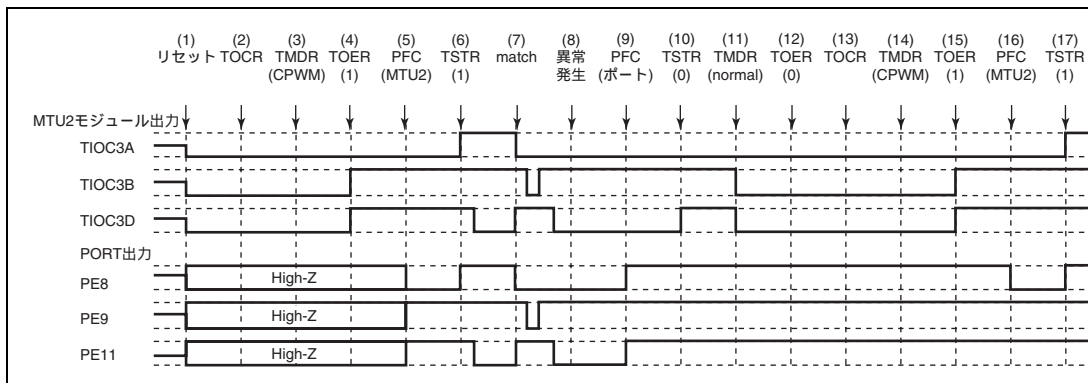 (1) (2) (3) (4) (5) (6) (7) (8) (9) (10) (11) (12) (13) (14) (15) (16) (17)
リセット TOCR TMDR TOER PFC TSTR match 異常 PFC TSTR TMDR TOER TOCR TMDR TOER PFC TSTR
(CPWM) (1) (MTU2) (1) 発生 (ポート) (0) (normal) (0) (CPWM) (1) (MTU2) (1)
MTU2モジュール出力
TIOC3A
TIOC3B
TIOC3D
PORT出力
PE8 High-Z
PE9 High-Z
PE11 High-Z